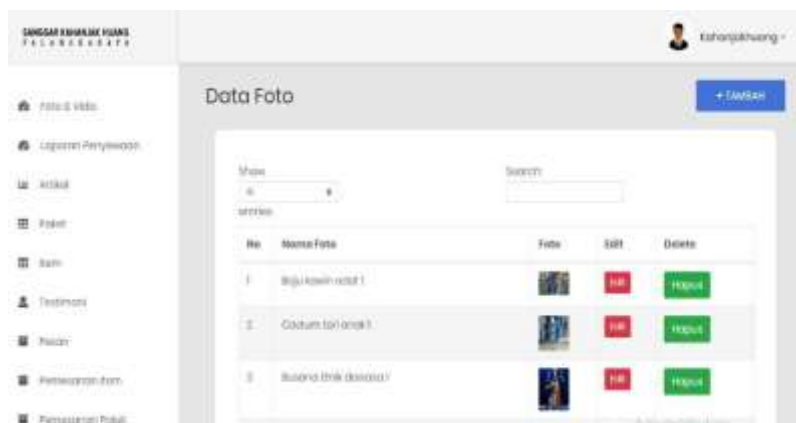 SANGGAR KAHANJAK HUANG
PALANGKARAYA
Kahanjakhuang
Foto & Vidio
Data Foto
+ TAMBAH
Laporan Penyewaan
Artikel
Show
Search:
entries
Paket
No Nama Foto Foto Edit Delete
Item
1 Baju kawin adat 1 Edit Hapus
Testimoni
2 Costum tari anak 1 Edit Hapus
Pesan
Pemesanan Item
3 Busana Etnik dewasa 1 Edit Hapus
Pemesanan Paket